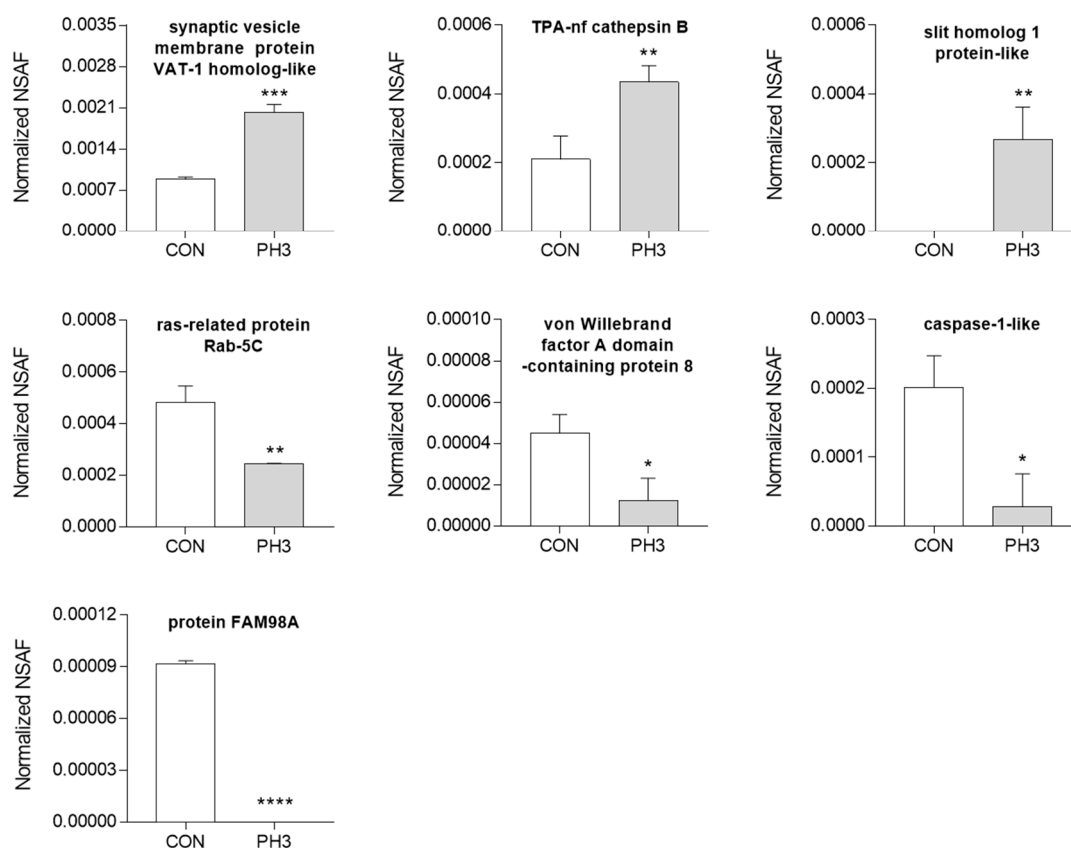 synaptic vesicle
membrane protein
VAT-1 homolog-like
Normalized NSAF
0.0035
0.0028
0.0021
0.0014
0.0007
0.0000
***
CON PH3
TPA-nf cathepsin B
Normalized NSAF
0.0006
0.0004
0.0002
0.0000
**
CON PH3
slit homolog 1
protein-like
Normalized NSAF
0.0006
0.0004
0.0002
0.0000
**
CON PH3
ras-related protein
Rab-5C
Normalized NSAF
0.0008
0.0006
0.0004
0.0002
0.0000
**
CON PH3
von Willebrand
factor A domain
-containing protein 8
Normalized NSAF
0.00010
0.00008
0.00006
0.00004
0.00002
0.00000
*
CON PH3
caspase-1-like
Normalized NSAF
0.0003
0.0002
0.0001
0.0000
*
CON PH3
protein FAM98A
Normalized NSAF
0.00012
0.00009
0.00006
0.00003
0.00000
****
CON PH3